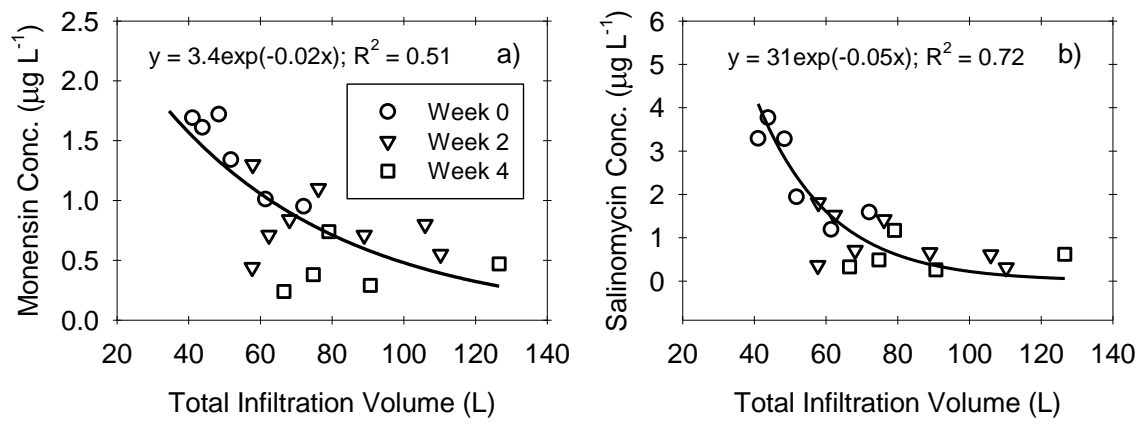 y = 3.4exp(-0.02x); R² = 0.51
a)
Monensin Conc. (μg L⁻¹)
2.5
2.0
1.5
1.0
0.5
0.0
Week 0
Week 2
Week 4
20 40 60 80 100 120 140
Total Infiltration Volume (L)
y = 31exp(-0.05x); R² = 0.72
b)
Salinomycin Conc. (μg L⁻¹)
6
5
4
3
2
1
0
20 40 60 80 100 120 140
Total Infiltration Volume (L)